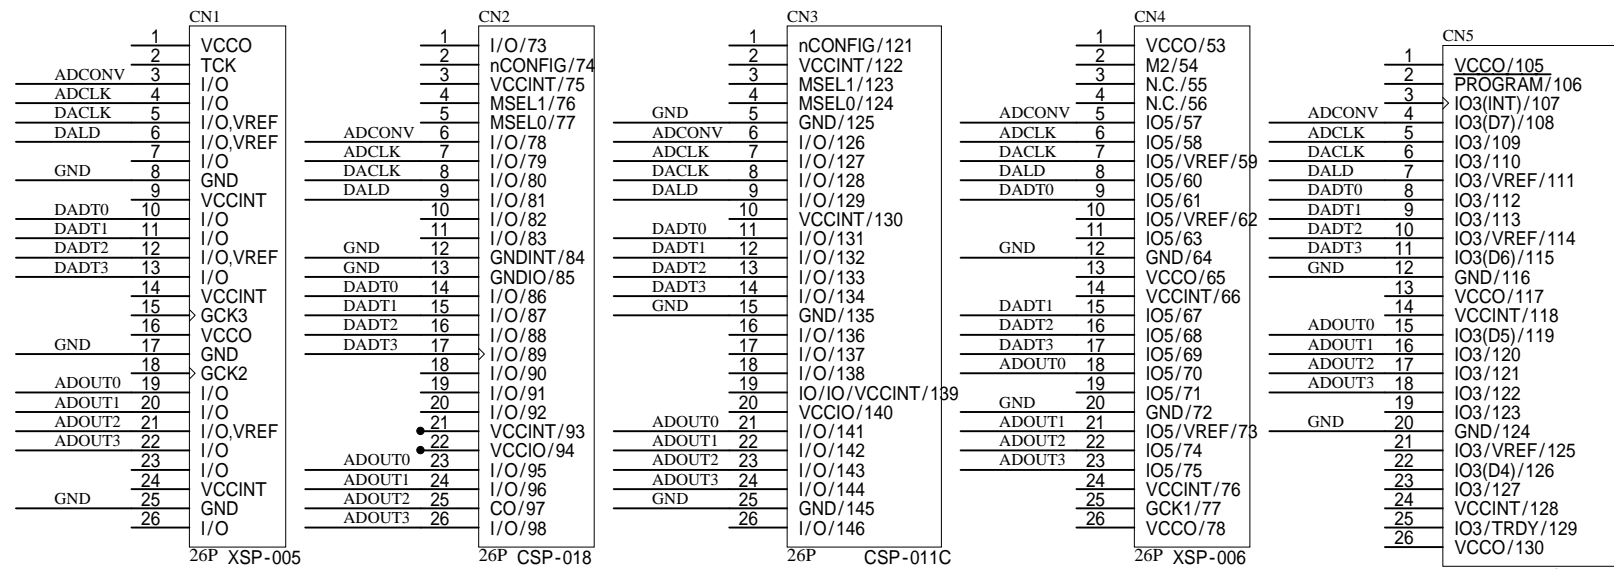 CN1
1 VCCO
2 TCK
ADCONV 3 I/O
ADCLK 4 I/O
DACLK 5 I/O,VREF
DALD 6 I/O,VREF
7 I/O
GND 8 GND
9 VCCINT
DADT0 10 I/O
DADT1 11 I/O
DADT2 12 I/O,VREF
DADT3 13 I/O
14 VCCINT
15 GCK3
16 VCCO
GND 17 GND
18 GCK2
ADOUT0 19 I/O
ADOUT1 20 I/O
ADOUT2 21 I/O,VREF
ADOUT3 22 I/O
23 I/O
24 VCCINT
GND 25 GND
26 I/O
26P XSP-005
CN2
1 I/O/73
2 nCONFIG/74
3 VCCINT/75
4 MSEL1/76
5 MSEL0/77
ADCONV 6 I/O/78
ADCLK 7 I/O/79
DACLK 8 I/O/80
DALD 9 I/O/81
10 I/O/82
11 I/O/83
GND 12 GNDINT/84
GND 13 GNDIO/85
DADT0 14 I/O/86
DADT1 15 I/O/87
DADT2 16 I/O/88
DADT3 17 I/O/89
18 I/O/90
19 I/O/91
20 I/O/92
21 VCCINT/93
22 VCCIO/94
ADOUT0 23 I/O/95
ADOUT1 24 I/O/96
ADOUT2 25 CO/97
ADOUT3 26 I/O/98
26P CSP-018
CN3
1 nCONFIG/121
2 VCCINT/122
3 MSEL1/123
4 MSEL0/124
GND 5 GND/125
ADCONV 6 I/O/126
ADCLK 7 I/O/127
DACLK 8 I/O/128
DALD 9 I/O/129
10 VCCINT/130
DADT0 11 I/O/131
DADT1 12 I/O/132
DADT2 13 I/O/133
DADT3 14 I/O/134
GND 15 GND/135
16 I/O/136
17 I/O/137
18 I/O/138
19 IO/IO/VCCINT/139
20 VCCIO/140
ADOUT0 21 I/O/141
ADOUT1 22 I/O/142
ADOUT2 23 I/O/143
ADOUT3 24 I/O/144
GND 25 GND/145
26 I/O/146
26P CSP-011C
CN4
1 VCCO/53
2 M2/54
3 N.C./55
4 N.C./56
ADCONV 5 IO5/57
ADCLK 6 IO5/58
DACLK 7 IO5/VREF/59
DALD 8 IO5/60
DADT0 9 IO5/61
10 IO5/VREF/62
11 IO5/63
GND 12 GND/64
13 VCCO/65
14 VCCINT/66
DADT1 15 IO5/67
DADT2 16 IO5/68
DADT3 17 IO5/69
ADOUT0 18 IO5/70
19 IO5/71
GND 20 GND/72
ADOUT1 21 IO5/VREF/73
ADOUT2 22 IO5/74
ADOUT3 23 IO5/75
24 VCCINT/76
25 GCK1/77
26 VCCO/78
26P XSP-006
CN5
1 VCCO/105
2 PROGRAM/106
3 IO3(INT)/107
ADCONV 4 IO3(D7)/108
ADCLK 5 IO3/109
DACLK 6 IO3/110
DALD 7 IO3/VREF/111
DADT0 8 IO3/112
DADT1 9 IO3/113
DADT2 10 IO3/VREF/114
DADT3 11 IO3(D6)/115
GND 12 GND/116
13 VCCO/117
14 VCCINT/118
ADOUT0 15 IO3(D5)/119
ADOUT1 16 IO3/120
ADOUT2 17 IO3/121
ADOUT3 18 IO3/122
19 IO3/123
GND 20 GND/124
21 IO3/VREF/125
22 IO3(D4)/126
23 IO3/127
24 VCCINT/128
25 IO3/TRDY/129
26 VCCO/130